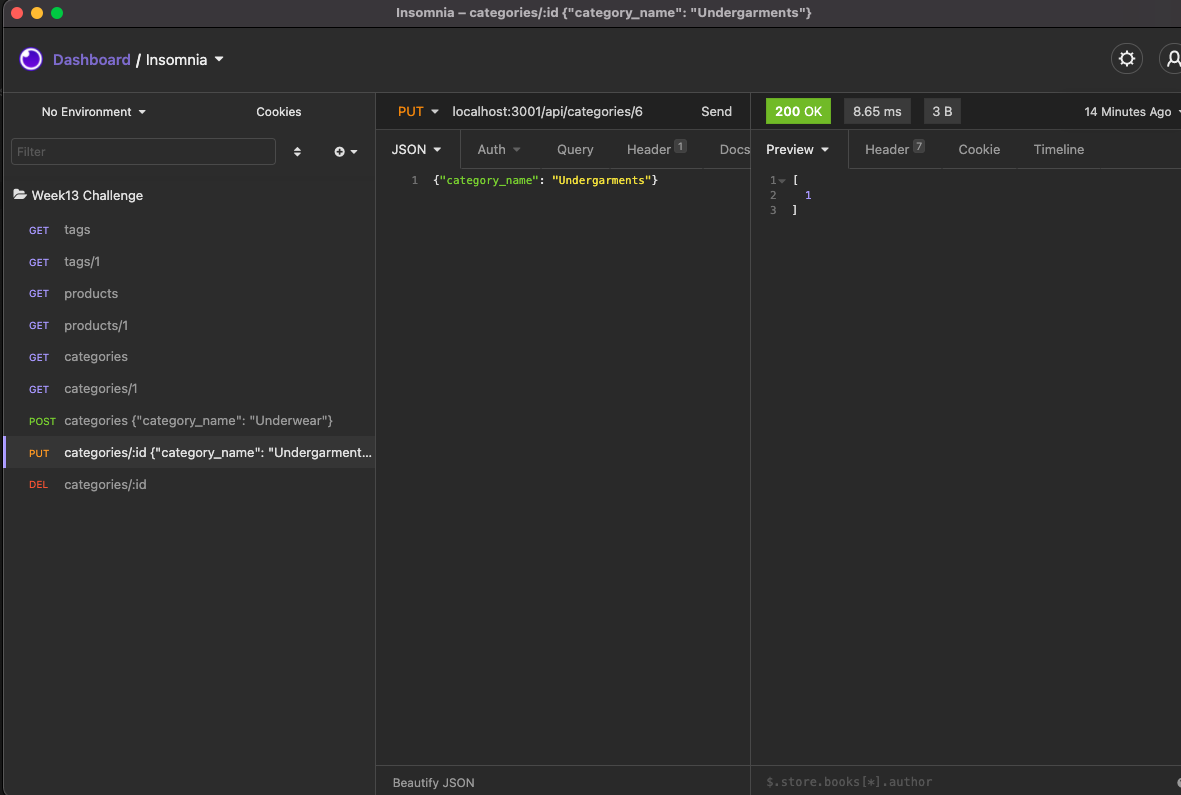 Insomnia – categories/:id {"category_name": "Undergarments"}
Dashboard / Insomnia
No Environment
Cookies
Filter
Week13 Challenge
GET tags
GET tags/1
GET products
GET products/1
GET categories
GET categories/1
POST categories {"category_name": "Underwear"}
PUT categories/:id {"category_name": "Undergarment...
DEL categories/:id
PUT localhost:3001/api/categories/6 Send
JSON Auth Query Header 1 Docs
1 {"category_name": "Undergarments"}
Beautify JSON
200 OK 8.65 ms 3 B 14 Minutes Ago
Preview Header 7 Cookie Timeline
1 [
2 1
3 ]
$.store.books[*].author